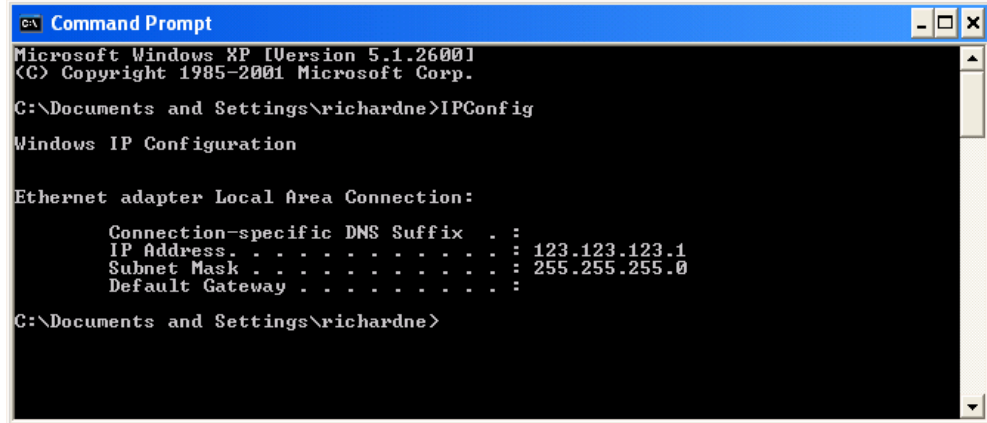 Command Prompt
Microsoft Windows XP [Version 5.1.2600]
(C) Copyright 1985-2001 Microsoft Corp.
C:\Documents and Settings\richardne>IPConfig
Windows IP Configuration
Ethernet adapter Local Area Connection:
Connection-specific DNS Suffix  . :
IP Address. . . . . . . . . . . . : 123.123.123.1
Subnet Mask . . . . . . . . . . . : 255.255.255.0
Default Gateway . . . . . . . . . :
C:\Documents and Settings\richardne>